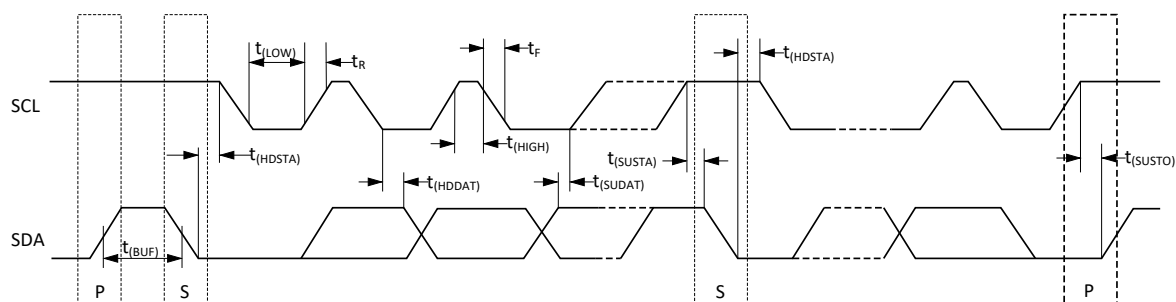 t(LOW)
tR
tF
t(HDSTA)
SCL
t(HDSTA)
t(HIGH)
t(SUSTA)
t(SUSTO)
t(HDDAT)
t(SUDAT)
SDA
t(BUF)
P
S
S
P